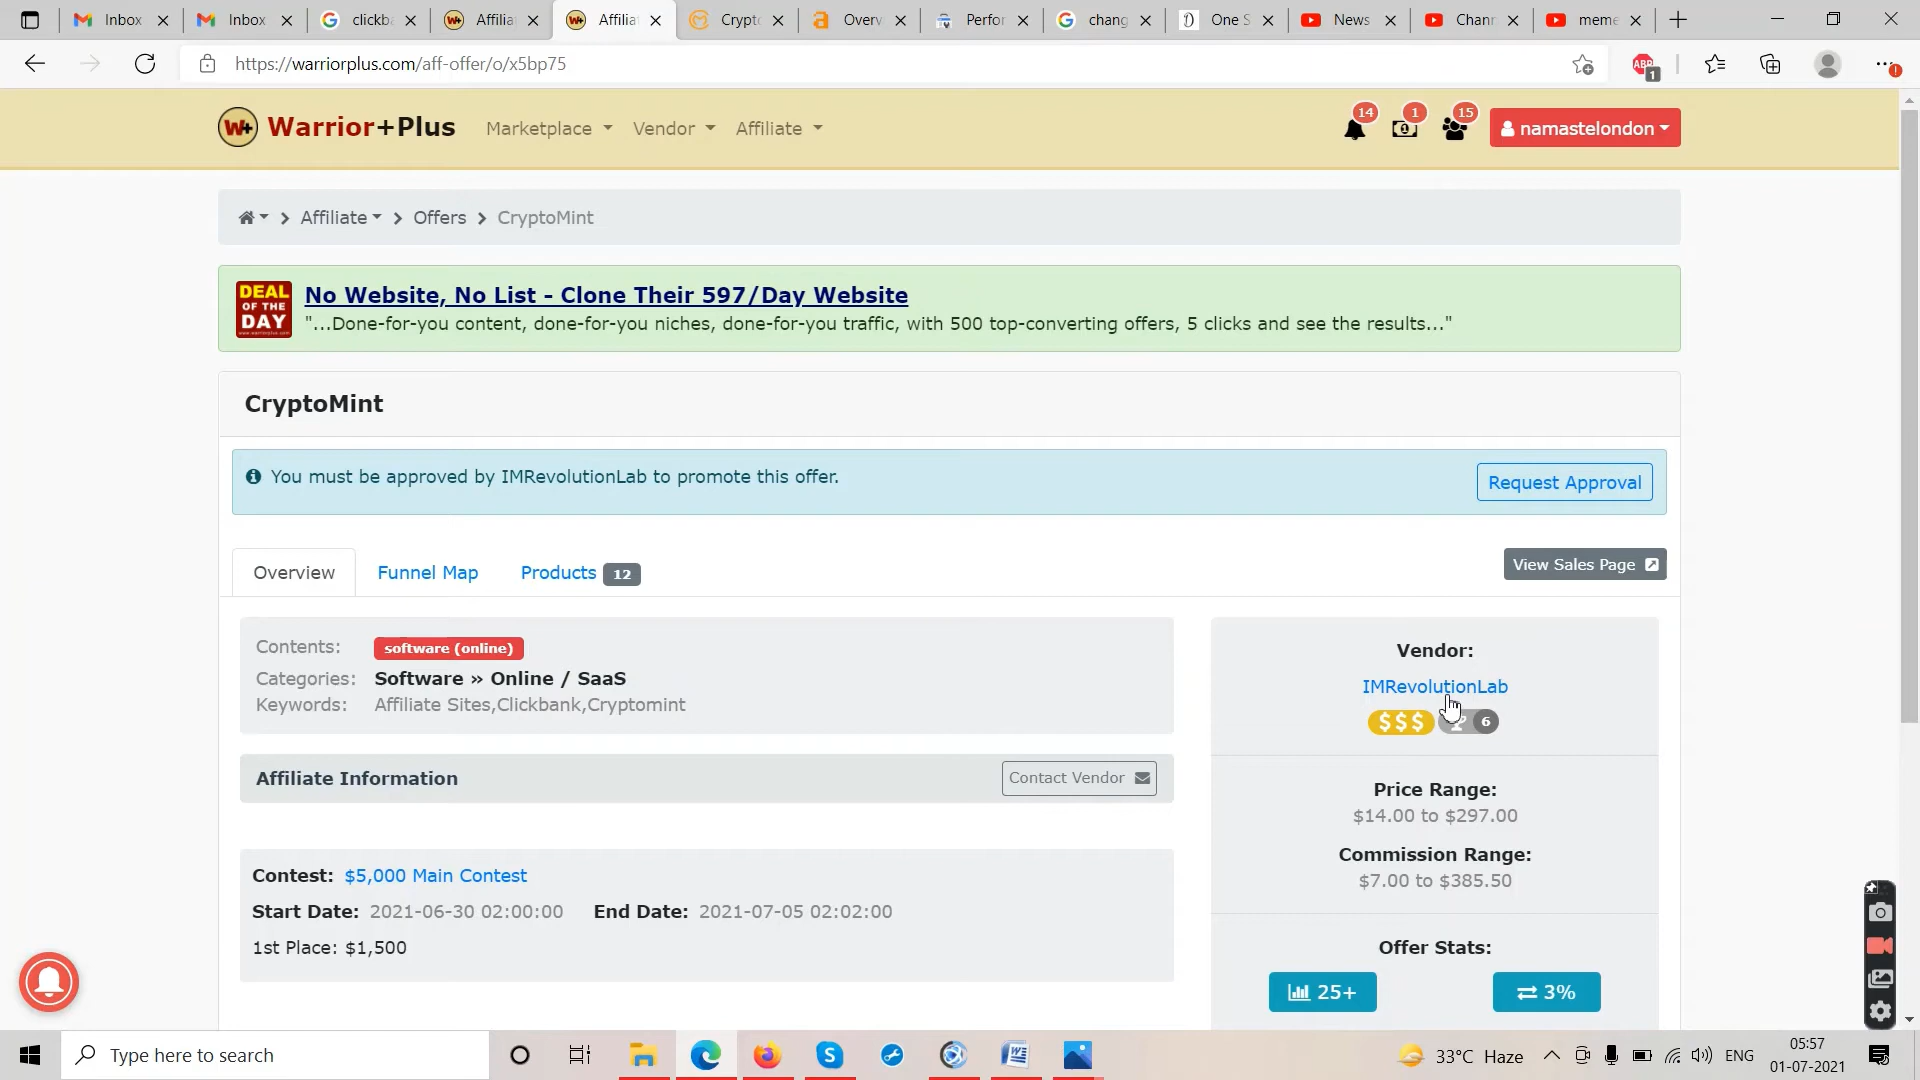 Inbox
Inbox
clickb
Affilia
Affilia
Crypt
Overv
Perfor
chang
One S
News
Chan
meme
https://warriorplus.com/aff-offer/o/x5bp75
ABP
1
W+ Warrior+Plus
Marketplace
Vendor
Affiliate
14
1
15
namastelondon
Affiliate
Offers
CryptoMint
DEAL OF THE DAY
No Website, No List - Clone Their 597/Day Website
"...Done-for-you content, done-for-you niches, done-for-you traffic, with 500 top-converting offers, 5 clicks and see the results..."
CryptoMint
You must be approved by IMRevolutionLab to promote this offer.
Request Approval
Overview
Funnel Map
Products 12
View Sales Page
Contents: software (online)
Categories: Software » Online / SaaS
Keywords: Affiliate Sites,Clickbank,Cryptomint
Vendor:
IMRevolutionLab
$$$
6
Affiliate Information
Contact Vendor
Price Range:
$14.00 to $297.00
Commission Range:
$7.00 to $385.50
Contest: $5,000 Main Contest
Start Date: 2021-06-30 02:00:00 End Date: 2021-07-05 02:02:00
1st Place: $1,500
Offer Stats:
25+
3%
Type here to search
33°C Haze
ENG
05:57
01-07-2021